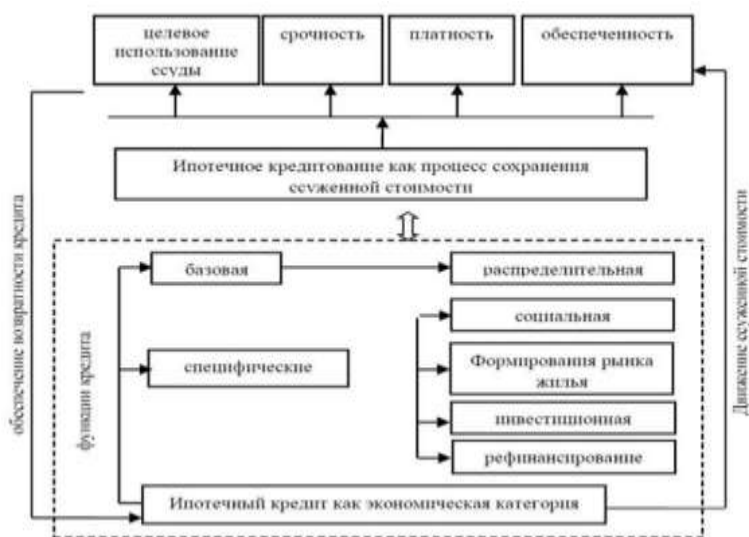 целевое
использование
ссуды
срочность
платность
обеспеченность
Ипотечное кредитование как процесс сохранения
ссуженной стоимости
обеспечение возвратности кредита
Движение ссуженной стоимости
функции кредита
базовая
распределительная
социальная
специфические
Формирования рынка
жилья
инвестиционная
рефинансирование
Ипотечный кредит как экономическая категория